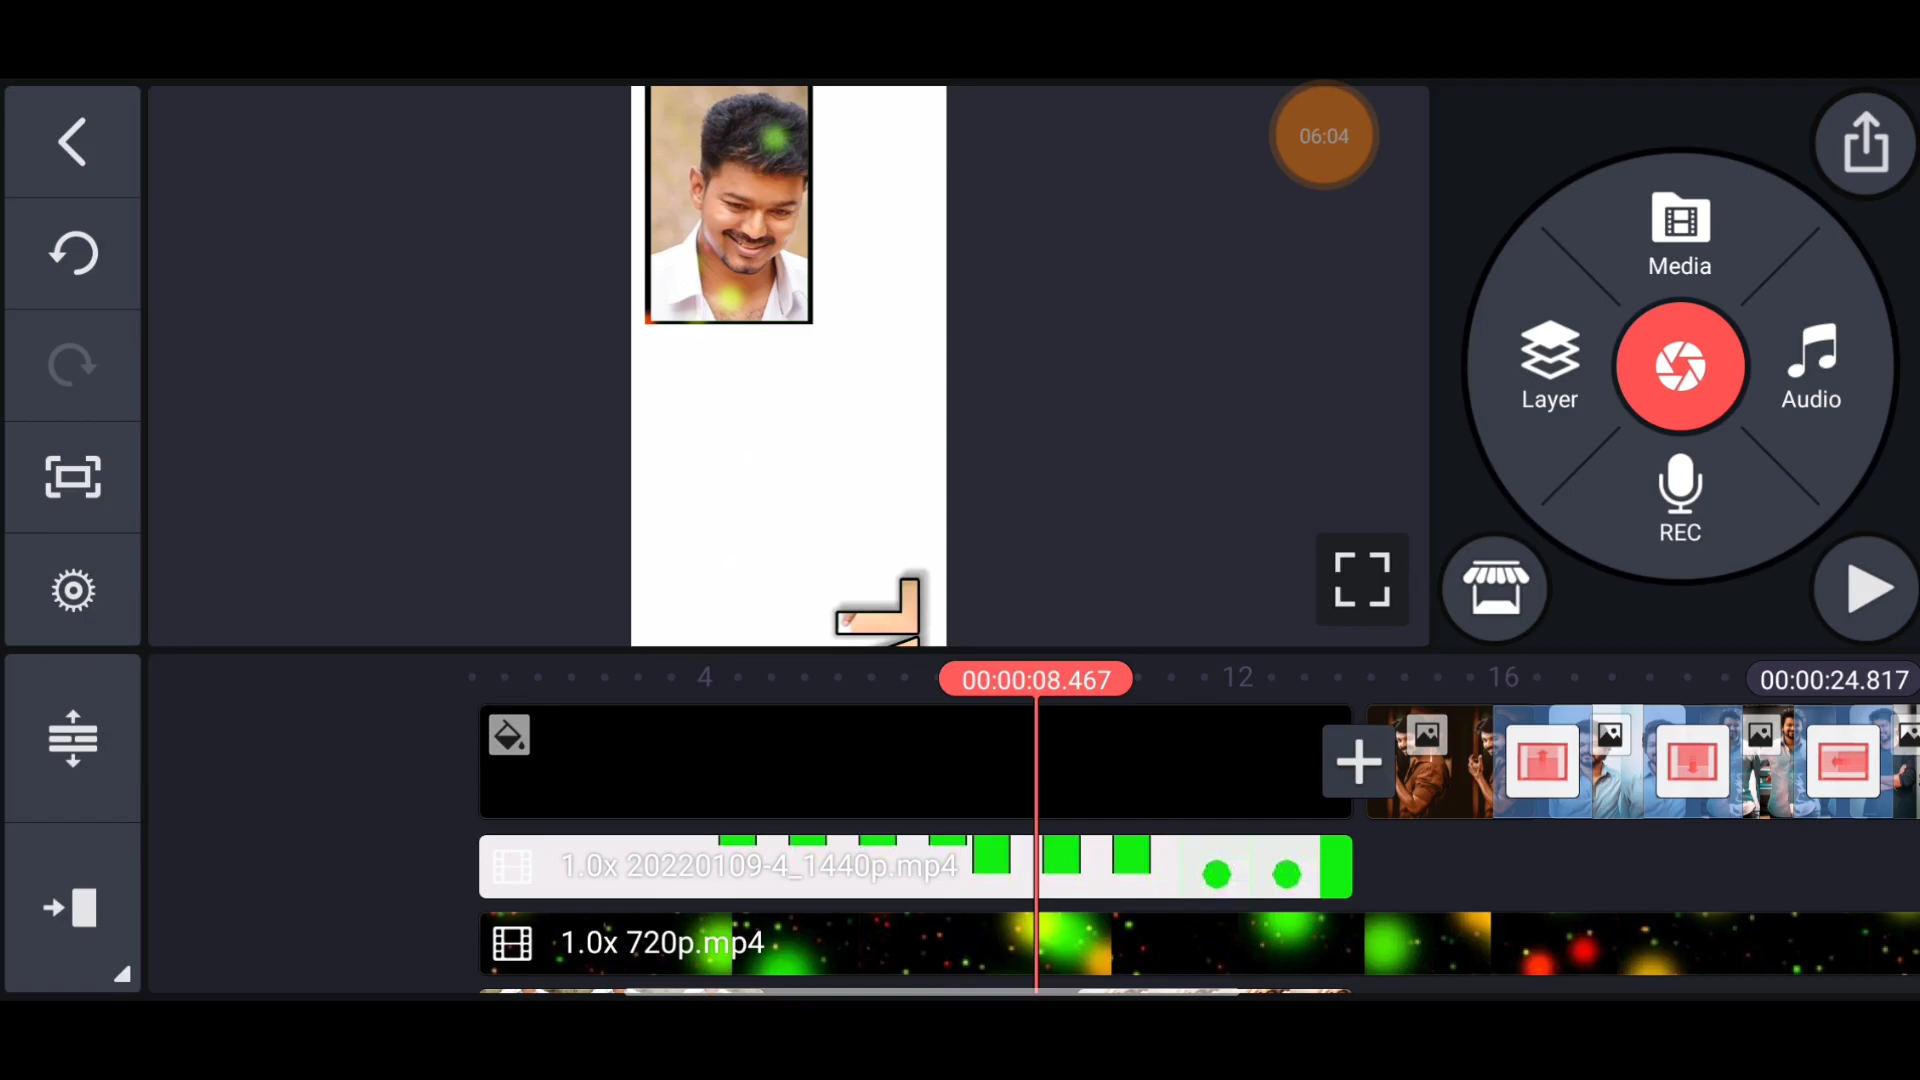 06:04
Media
Layer
Audio
REC
4
00:00:08.467
12
16
00:00:24.817
1.0x 20220109-4_1440p.mp4
1.0x 720p.mp4